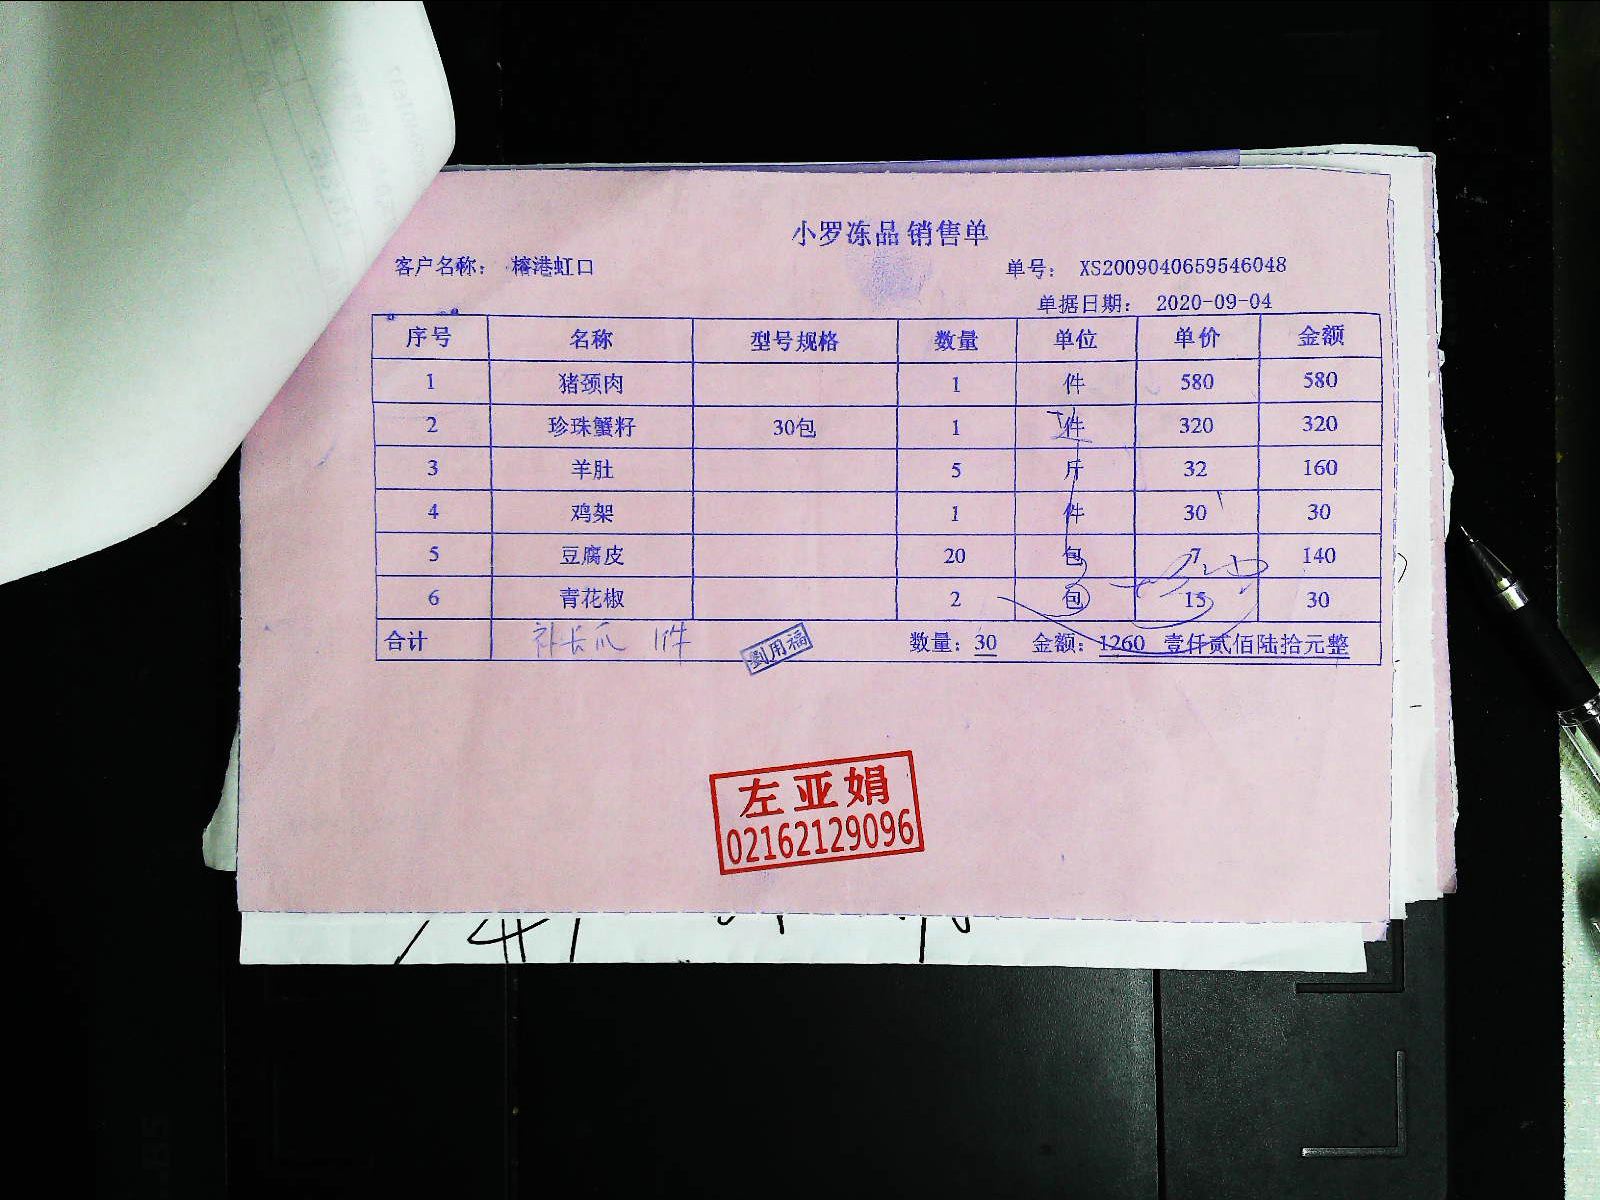 小罗冻品 销售单
客户名称： 榕港虹口 单号： XS2009040659546048
单据日期： 2020-09-04
序号 名称 型号规格 数量 单位 单价 金额
1 猪颈肉 1 件 580 580
2 珍珠蟹籽 30包 1 件 320 320
3 羊肚 5 斤 32 160
4 鸡架 1 件 30 30
5 豆腐皮 20 包 7 140
6 青花椒 2 包 15 30
合计 补长爪 1件 数量：30 金额：1260 壹仟贰佰陆拾元整
劉用福
左亚娟
02162129096